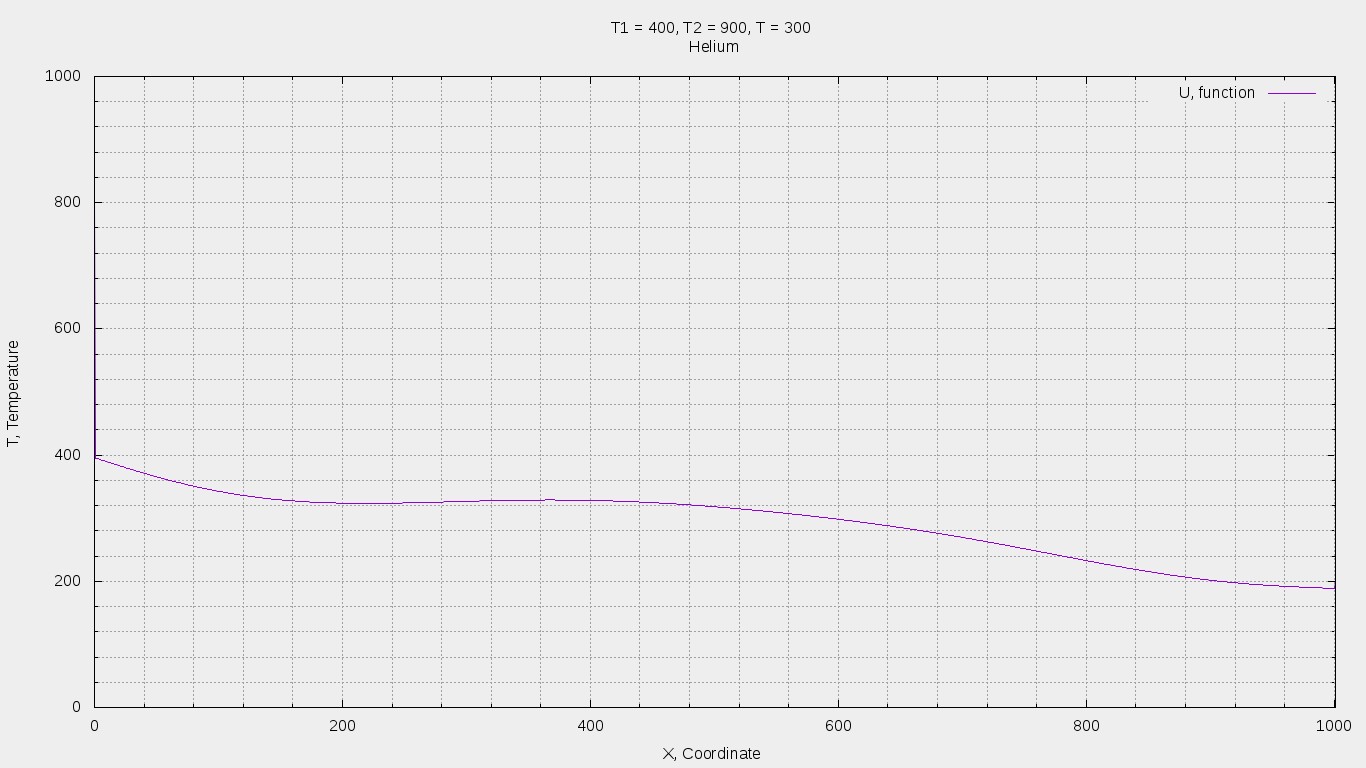 T1 = 400, T2 = 900, T = 300
Helium
U, function
T, Temperature
1000
800
600
400
200
0
0 200 400 600 800 1000
X, Coordinate